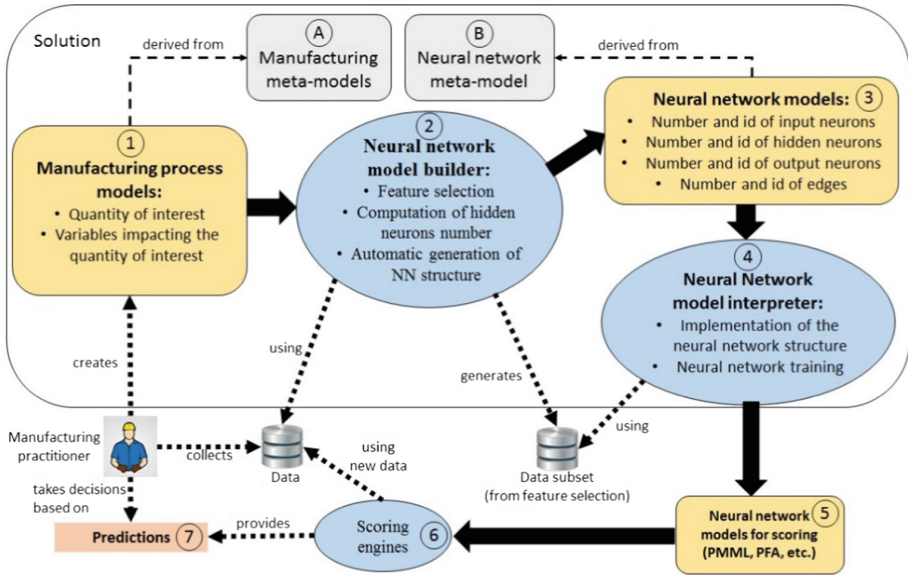 Solution
derived from
A
Manufacturing
meta-models
B
Neural network
meta-model
derived from
1
Manufacturing process
models:
• Quantity of interest
• Variables impacting the
quantity of interest
2
Neural network
model builder:
• Feature selection
• Computation of hidden
neurons number
• Automatic generation of
NN structure
Neural network models: 3
• Number and id of input neurons
• Number and id of hidden neurons
• Number and id of output neurons
• Number and id of edges
4
Neural Network
model interpreter:
• Implementation of the
neural network structure
• Neural network training
creates
using
generates
using
Manufacturing
practitioner
collects
Data
using
new data
Data subset
(from feature selection)
takes decisions
based on
Predictions 7
provides
Scoring
engines
6
Neural network
models for scoring
(PMML, PFA, etc.)
5